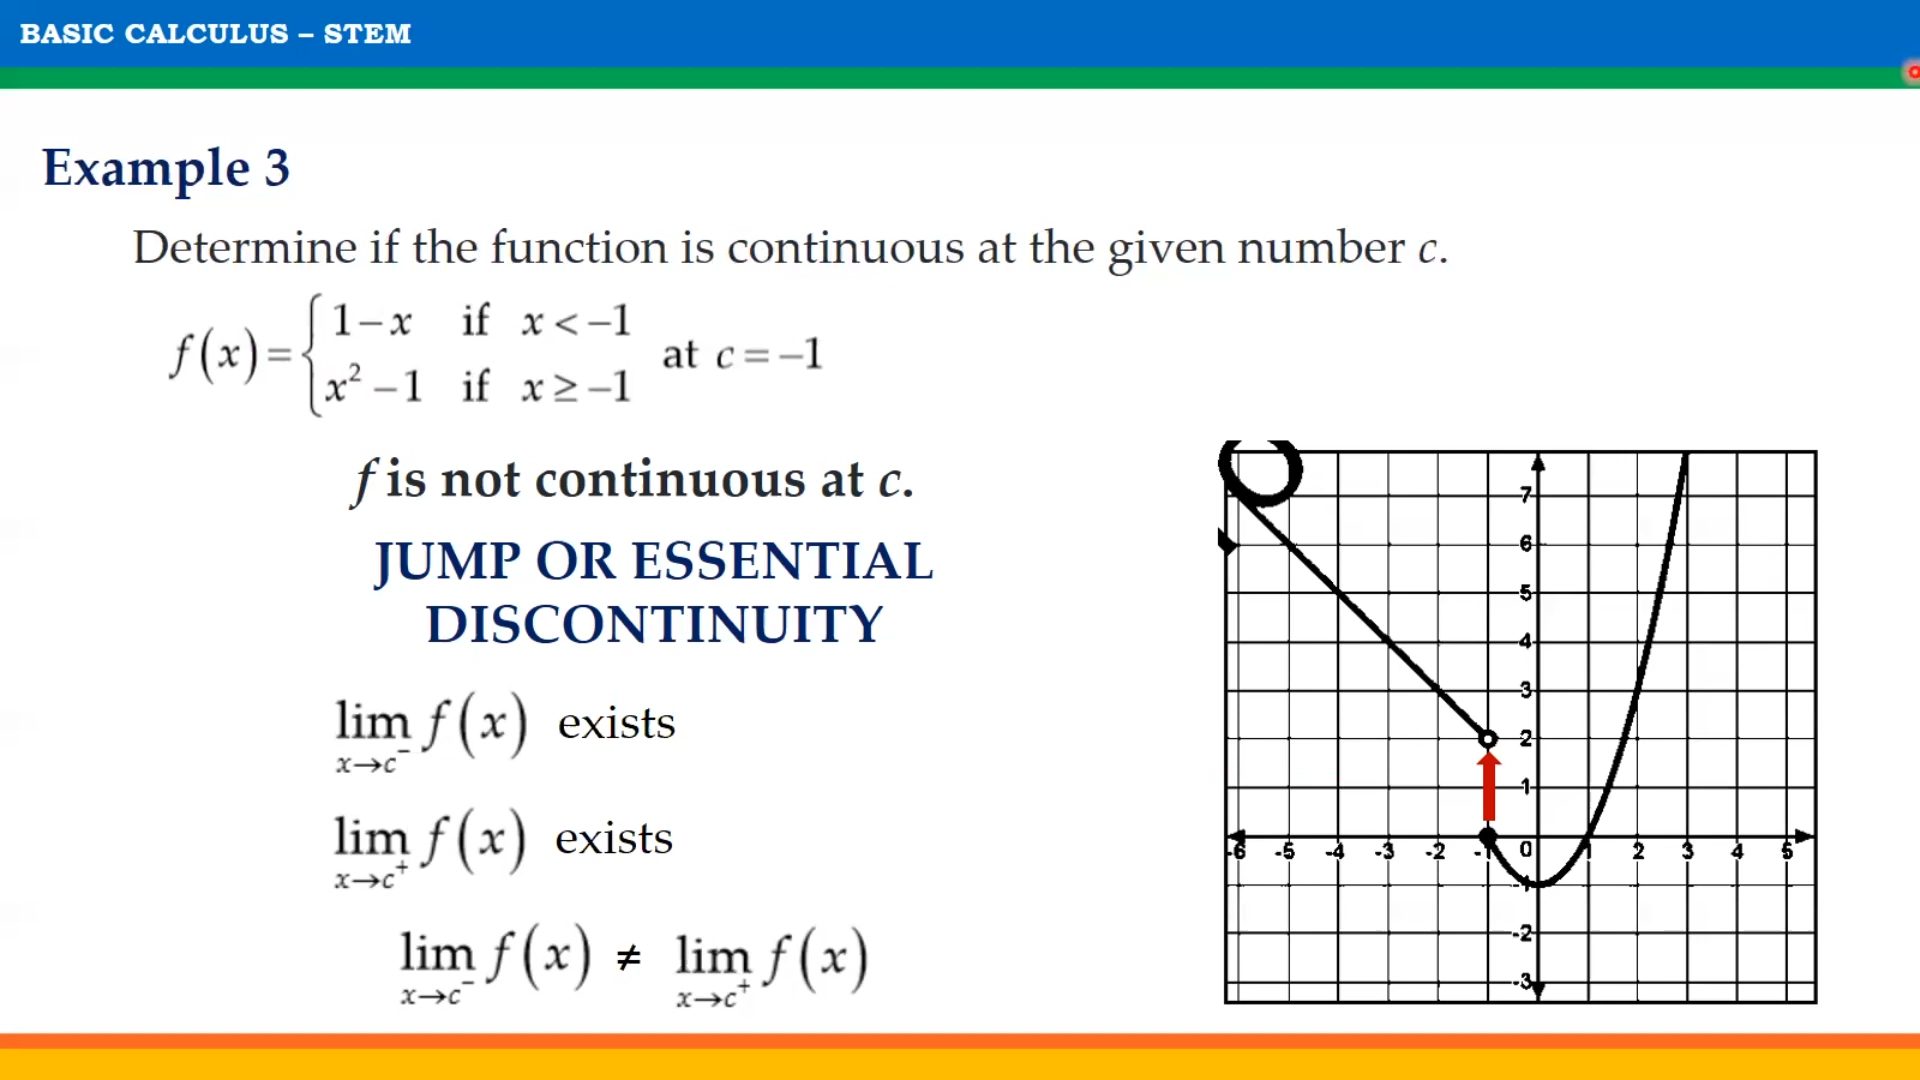 BASIC CALCULUS – STEM
Example 3
Determine if the function is continuous at the given number c.
f(x) = { 1 – x if x < –1
x² – 1 if x ≥ –1
at c = –1
f is not continuous at c.
JUMP OR ESSENTIAL
DISCONTINUITY
lim x→c⁻ f(x) exists
lim x→c⁺ f(x) exists
lim x→c⁻ f(x) ≠ lim x→c⁺ f(x)
7
6
5
4
3
2
1
-6 -5 -4 -3 -2 -1 0 1 2 3 4 5
-1
-2
-3